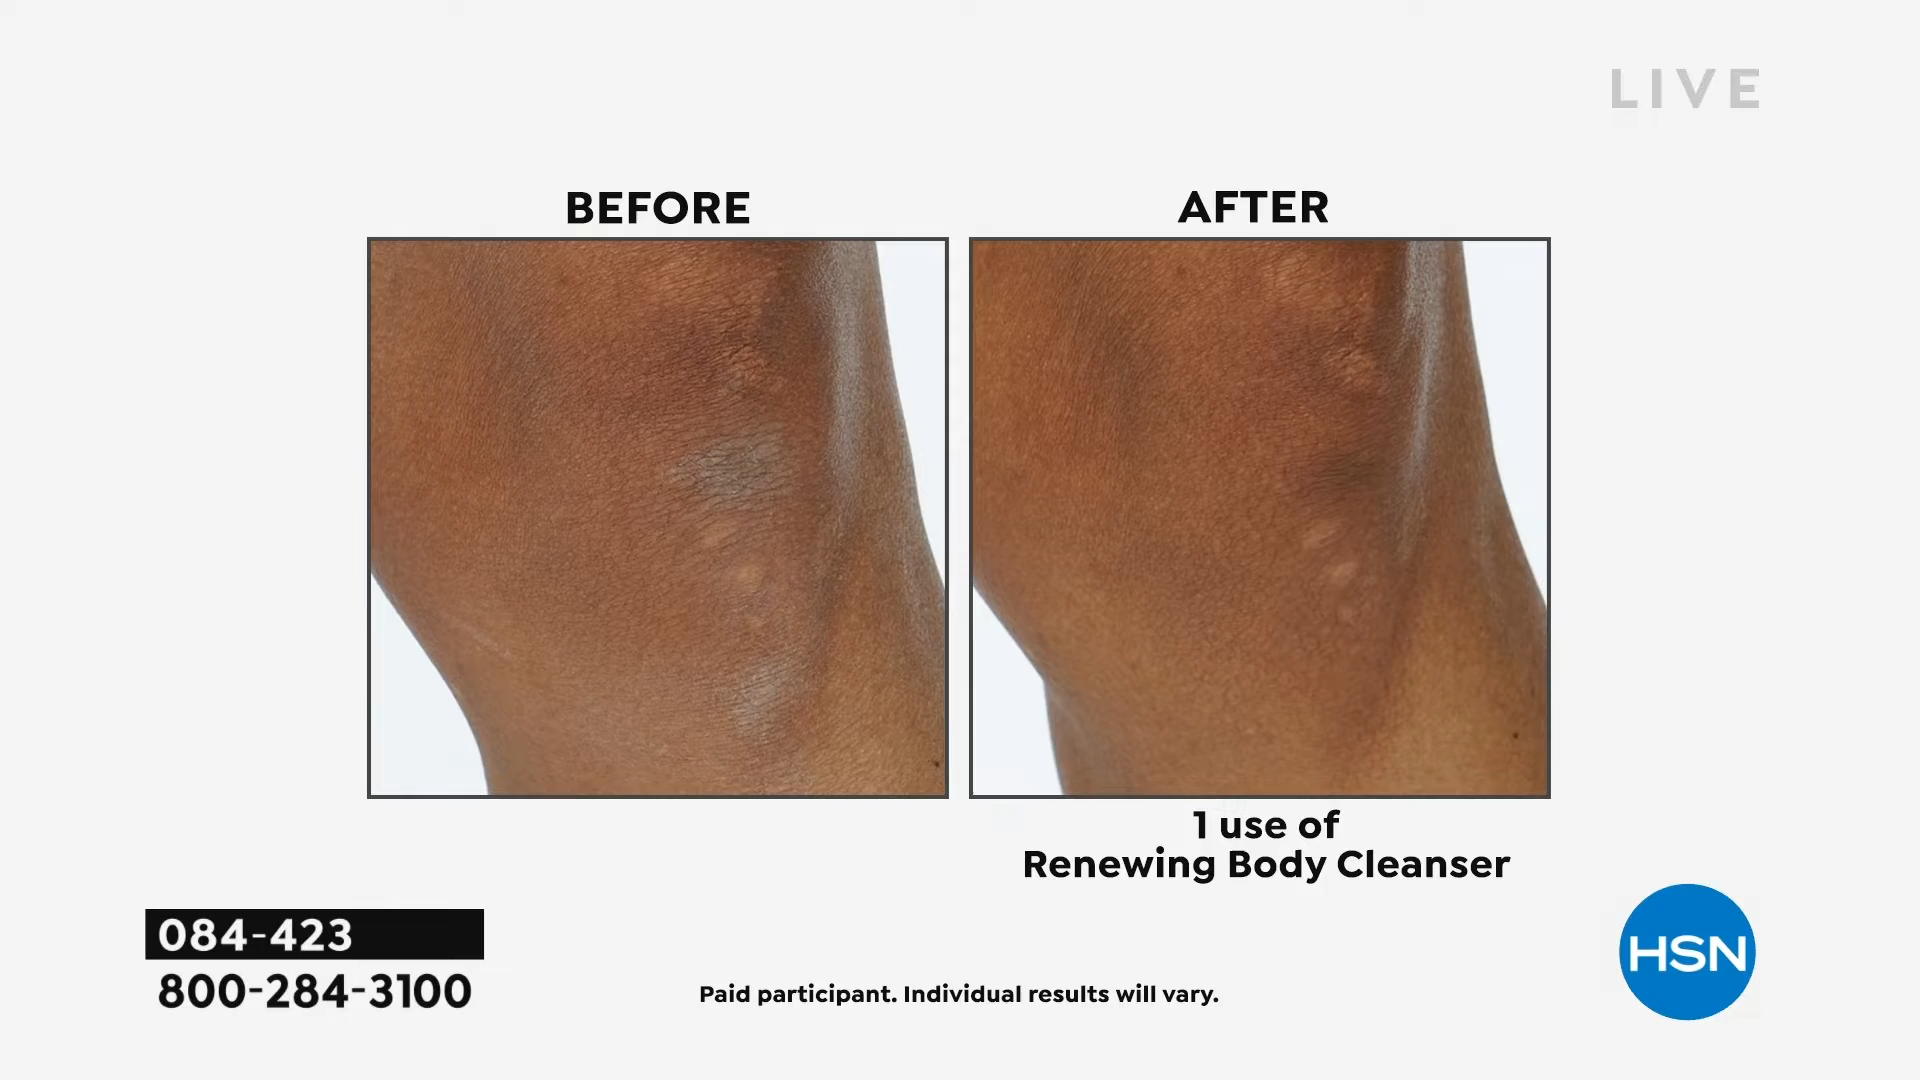 LIVE
BEFORE
AFTER
1 use of
Renewing Body Cleanser
084-423
800-284-3100
Paid participant. Individual results will vary.
HSN